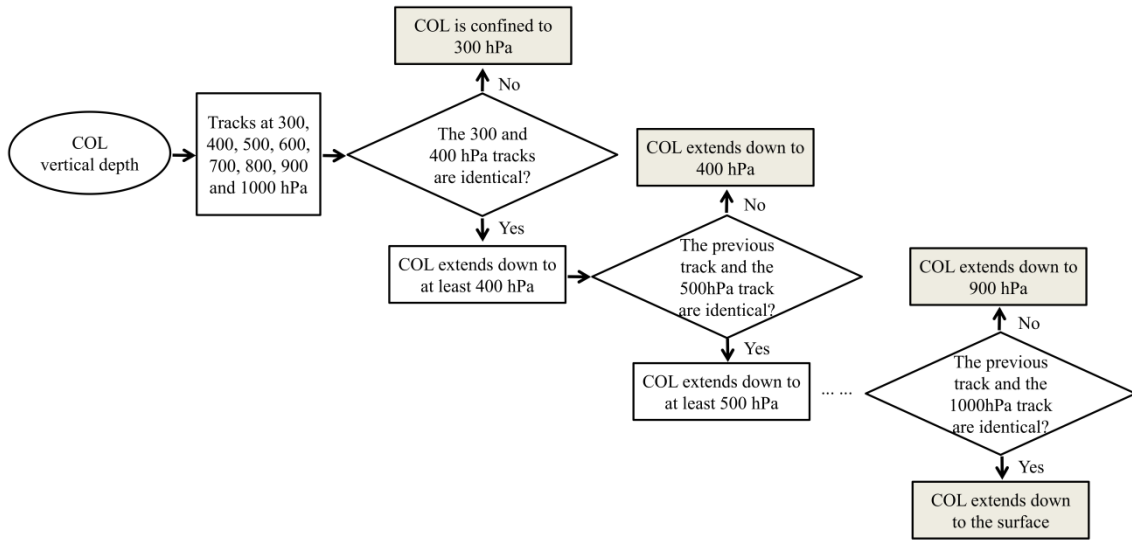 COL
vertical depth
Tracks at 300,
400, 500, 600,
700, 800, 900
and 1000 hPa
The 300 and
400 hPa tracks
are identical?
No
COL is confined to
300 hPa
Yes
COL extends down to
at least 400 hPa
The previous
track and the
500hPa track
are identical?
No
COL extends down to
400 hPa
Yes
COL extends down to
at least 500 hPa
... ...
The previous
track and the
1000hPa track
are identical?
No
COL extends down to
900 hPa
Yes
COL extends down
to the surface